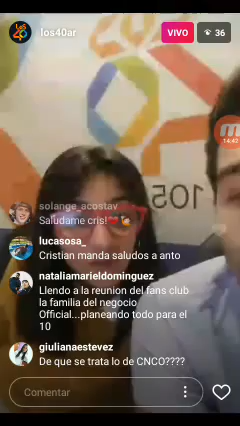 los40ar
VIVO
36
14:42
105
solange_acostav
Saludame cris!
lucasosa_
Cristian manda saludos a anto
nataliamarieldominguez
Llendo a la reunion del fans club
la familia del negocio
Official...planeando todo para el
10
giulianaestevez
De que se trata lo de CNCO????
Comentar